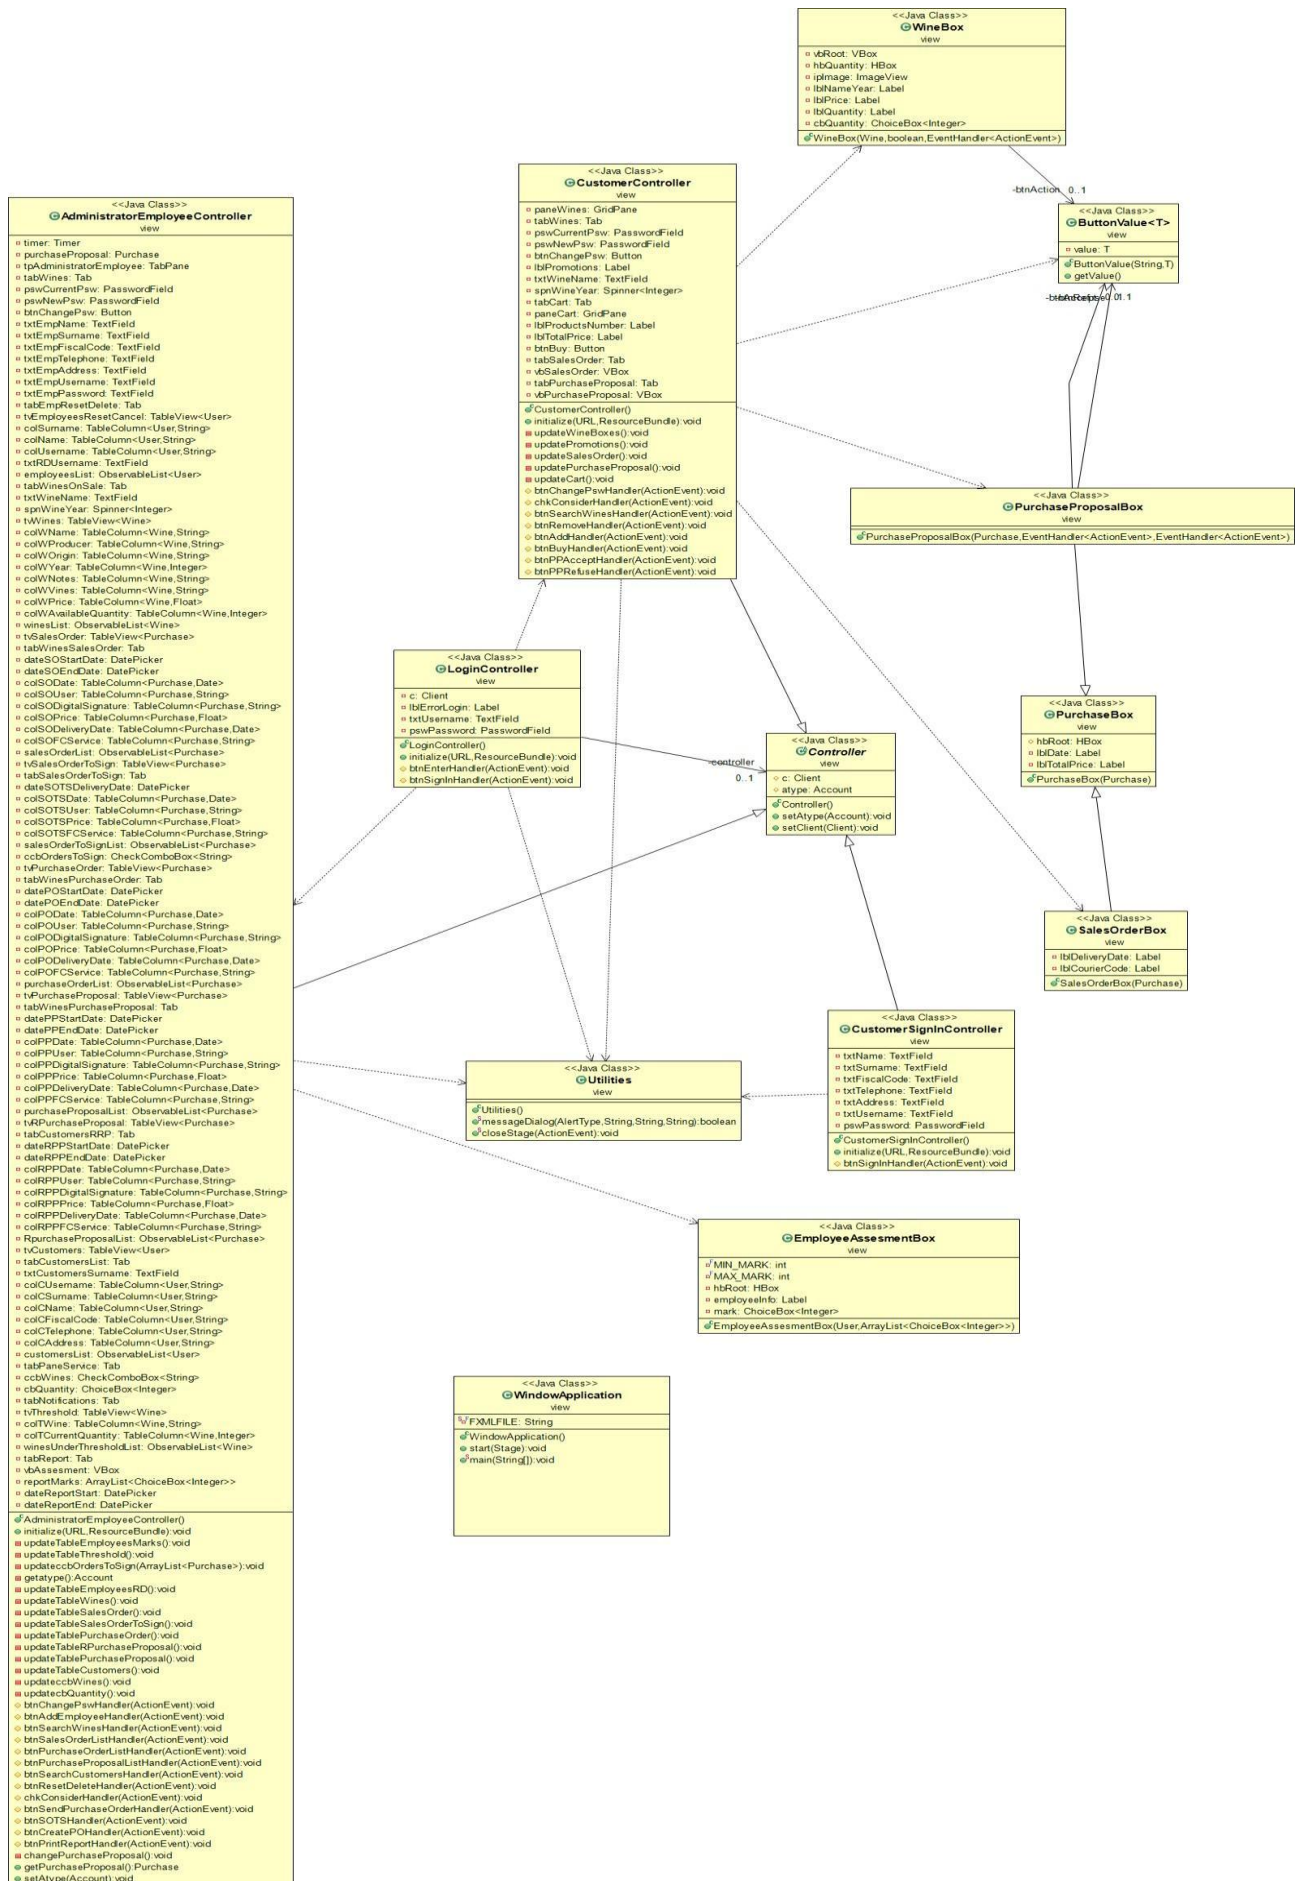 <<Java Class>>
WineBox
view
vbRoot: VBox
hbQuantity: HBox
ipImage: ImageView
lblNameYear: Label
lblPrice: Label
lblQuantity: Label
cbQuantity: ChoiceBox<Integer>
WineBox(Wine,boolean,EventHandler<ActionEvent>)
-btnAction 0..1
<<Java Class>>
ButtonValue<T>
view
value: T
ButtonValue(String,T)
getValue()
<<Java Class>>
CustomerController
view
paneWines: GridPane
tabWines: Tab
pswCurrentPsw: PasswordField
pswNewPsw: PasswordField
btnChangePsw: Button
lblPromotions: Label
txtWineName: TextField
spnWineYear: Spinner<Integer>
tabCart: Tab
paneCart: GridPane
lblProductsNumber: Label
lblTotalPrice: Label
btnBuy: Button
tabSalesOrder: Tab
vbSalesOrder: VBox
tabPurchaseProposal: Tab
vbPurchaseProposal: VBox
CustomerController()
initialize(URL,ResourceBundle):void
updateWineBoxes():void
updatePromotions():void
updateSalesOrder():void
updatePurchaseProposal():void
updateCart():void
btnChangePswHandler(ActionEvent):void
chkConsiderHandler(ActionEvent):void
btnSearchWinesHandler(ActionEvent):void
btnRemoveHandler(ActionEvent):void
btnAddHandler(ActionEvent):void
btnBuyHandler(ActionEvent):void
btnPPAcceptHandler(ActionEvent):void
btnPPRefuseHandler(ActionEvent):void
<<Java Class>>
PurchaseProposalBox
view
PurchaseProposalBox(Purchase,EventHandler<ActionEvent>,EventHandler<ActionEvent>)
<<Java Class>>
AdministratorEmployeeController
view
timer: Timer
purchaseProposal: Purchase
tpAdministratorEmployee: TabPane
tabWines: Tab
pswCurrentPsw: PasswordField
pswNewPsw: PasswordField
btnChangePsw: Button
txtEmpName: TextField
txtEmpSurname: TextField
txtEmpFiscalCode: TextField
txtEmpTelephone: TextField
txtEmpAddress: TextField
txtEmpUsername: TextField
txtEmpPassword: TextField
tabEmpResetDelete: Tab
tvEmployeesResetCancel: TableView<User>
colSurname: TableColumn<User,String>
colName: TableColumn<User,String>
colUsername: TableColumn<User,String>
txtRDUsername: TextField
employeesList: ObservableList<User>
tabWinesOnSale: Tab
txtWineName: TextField
spnWineYear: Spinner<Integer>
tvWines: TableView<Wine>
colWName: TableColumn<Wine,String>
colWProducer: TableColumn<Wine,String>
colWOrigin: TableColumn<Wine,String>
colWYear: TableColumn<Wine,Integer>
colWNotes: TableColumn<Wine,String>
colWVines: TableColumn<Wine,String>
colWPrice: TableColumn<Wine,Float>
colWAvailableQuantity: TableColumn<Wine,Integer>
winesList: ObservableList<Wine>
tvSalesOrder: TableView<Purchase>
tabWinesSalesOrder: Tab
dateSOStartDate: DatePicker
dateSOEndDate: DatePicker
colSODate: TableColumn<Purchase,Date>
colSOUser: TableColumn<Purchase,String>
colSODigitalSignature: TableColumn<Purchase,String>
colSOPrice: TableColumn<Purchase,Float>
colSODeliveryDate: TableColumn<Purchase,Date>
colSOFCService: TableColumn<Purchase,String>
salesOrderList: ObservableList<Purchase>
tvSalesOrderToSign: TableView<Purchase>
tabSalesOrderToSign: Tab
dateSOTSDeliveryDate: DatePicker
colSOTSDate: TableColumn<Purchase,Date>
colSOTSUser: TableColumn<Purchase,String>
colSOTSPrice: TableColumn<Purchase,Float>
colSOTSFCService: TableColumn<Purchase,String>
salesOrderToSignList: ObservableList<Purchase>
ccbOrdersToSign: CheckComboBox<String>
tvPurchaseOrder: TableView<Purchase>
tabWinesPurchaseOrder: Tab
datePOStartDate: DatePicker
datePOEndDate: DatePicker
colPODate: TableColumn<Purchase,Date>
colPOUser: TableColumn<Purchase,String>
colPODigitalSignature: TableColumn<Purchase,String>
colPOPrice: TableColumn<Purchase,Float>
colPODeliveryDate: TableColumn<Purchase,Date>
colPOFCService: TableColumn<Purchase,String>
purchaseOrderList: ObservableList<Purchase>
tvPurchaseProposal: TableView<Purchase>
tabWinesPurchaseProposal: Tab
datePPStartDate: DatePicker
datePPEndDate: DatePicker
colPPDate: TableColumn<Purchase,Date>
colPPUser: TableColumn<Purchase,String>
colPPDigitalSignature: TableColumn<Purchase,String>
colPPPrice: TableColumn<Purchase,Float>
colPPDeliveryDate: TableColumn<Purchase,Date>
colPPFCService: TableColumn<Purchase,String>
purchaseProposalList: ObservableList<Purchase>
tvRPurchaseProposal: TableView<Purchase>
tabCustomersRRP: Tab
dateRPPStartDate: DatePicker
dateRPPEndDate: DatePicker
colRPPDate: TableColumn<Purchase,Date>
colRPPUser: TableColumn<Purchase,String>
colRPPDigitalSignature: TableColumn<Purchase,String>
colRPPPrice: TableColumn<Purchase,Float>
colRPPDeliveryDate: TableColumn<Purchase,Date>
colRPPFCService: TableColumn<Purchase,String>
RpurchaseProposalList: ObservableList<Purchase>
tvCustomers: TableView<User>
tabCustomersList: Tab
txtCustomersSurname: TextField
colCUsername: TableColumn<User,String>
colCSurname: TableColumn<User,String>
colCName: TableColumn<User,String>
colCFiscalCode: TableColumn<User,String>
colCTelephone: TableColumn<User,String>
colCAddress: TableColumn<User,String>
customersList: ObservableList<User>
tabPaneService: Tab
ccbWines: CheckComboBox<String>
cbQuantity: ChoiceBox<Integer>
tabNotifications: Tab
tvThreshold: TableView<Wine>
colTWine: TableColumn<Wine,String>
colTCurrentQuantity: TableColumn<Wine,Integer>
winesUnderThresholdList: ObservableList<Wine>
tabReport: Tab
vbAssesment: VBox
reportMarks: ArrayList<ChoiceBox<Integer>>
dateReportStart: DatePicker
dateReportEnd: DatePicker
AdministratorEmployeeController()
initialize(URL,ResourceBundle):void
updateTableEmployeesMarks():void
updateTableThreshold():void
updateccbOrdersToSign(ArrayList<Purchase>):void
getatype():Account
updateTableEmployeesRD():void
updateTableWines():void
updateTableSalesOrder():void
updateTableSalesOrderToSign():void
updateTablePurchaseOrder():void
updateTableRPurchaseProposal():void
updateTablePurchaseProposal():void
updateTableCustomers():void
updateccbWines():void
updatecbQuantity():void
btnChangePswHandler(ActionEvent):void
btnAddEmployeeHandler(ActionEvent):void
btnSearchWinesHandler(ActionEvent):void
btnSalesOrderListHandler(ActionEvent):void
btnPurchaseOrderListHandler(ActionEvent):void
btnPurchaseProposalListHandler(ActionEvent):void
btnSearchCustomersHandler(ActionEvent):void
btnResetDeleteHandler(ActionEvent):void
chkConsiderHandler(ActionEvent):void
btnSendPurchaseOrderHandler(ActionEvent):void
btnSOTSHandler(ActionEvent):void
btnCreatePOHandler(ActionEvent):void
btnPrintReportHandler(ActionEvent):void
changePurchaseProposal():void
getPurchaseProposal():Purchase
setAtype(Account):void
<<Java Class>>
LoginController
view
c: Client
lblErrorLogin: Label
txtUsername: TextField
pswPassword: PasswordField
LoginController()
initialize(URL,ResourceBundle):void
btnEnterHandler(ActionEvent):void
btnSignInHandler(ActionEvent):void
-controller
0..1
<<Java Class>>
Controller
view
c: Client
atype: Account
Controller()
setAtype(Account):void
setClient(Client):void
<<Java Class>>
PurchaseBox
view
hbRoot: HBox
lblDate: Label
lblTotalPrice: Label
PurchaseBox(Purchase)
<<Java Class>>
SalesOrderBox
view
lblDeliveryDate: Label
lblCourierCode: Label
SalesOrderBox(Purchase)
<<Java Class>>
CustomerSignInController
view
txtName: TextField
txtSurname: TextField
txtFiscalCode: TextField
txtTelephone: TextField
txtAddress: TextField
txtUsername: TextField
pswPassword: PasswordField
CustomerSignInController()
initialize(URL,ResourceBundle):void
btnSignInHandler(ActionEvent):void
<<Java Class>>
Utilities
view
Utilities()
messageDialog(AlertType,String,String,String):boolean
closeStage(ActionEvent):void
<<Java Class>>
EmployeeAssesmentBox
view
MIN_MARK: int
MAX_MARK: int
hbRoot: HBox
employeeInfo: Label
mark: ChoiceBox<Integer>
EmployeeAssesmentBox(User,ArrayList<ChoiceBox<Integer>>)
<<Java Class>>
WindowApplication
view
FXMLFILE: String
WindowApplication()
start(Stage):void
main(String[]):void